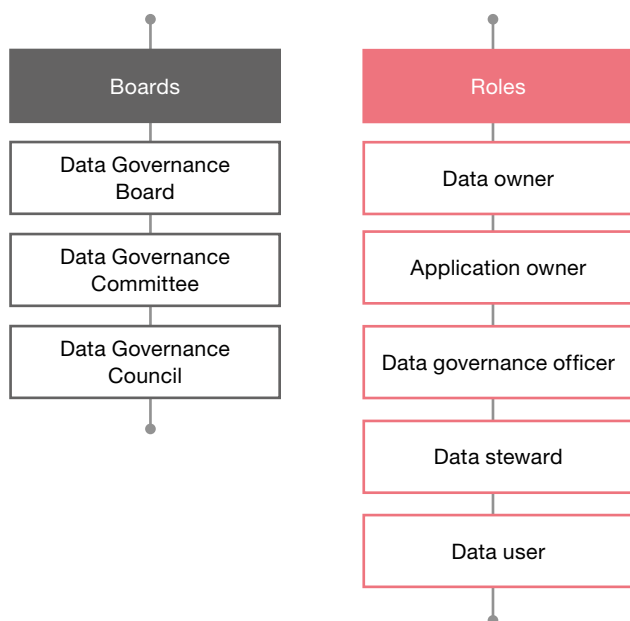 Boards
Data Governance
Board
Data Governance
Committee
Data Governance
Council
Roles
Data owner
Application owner
Data governance officer
Data steward
Data user